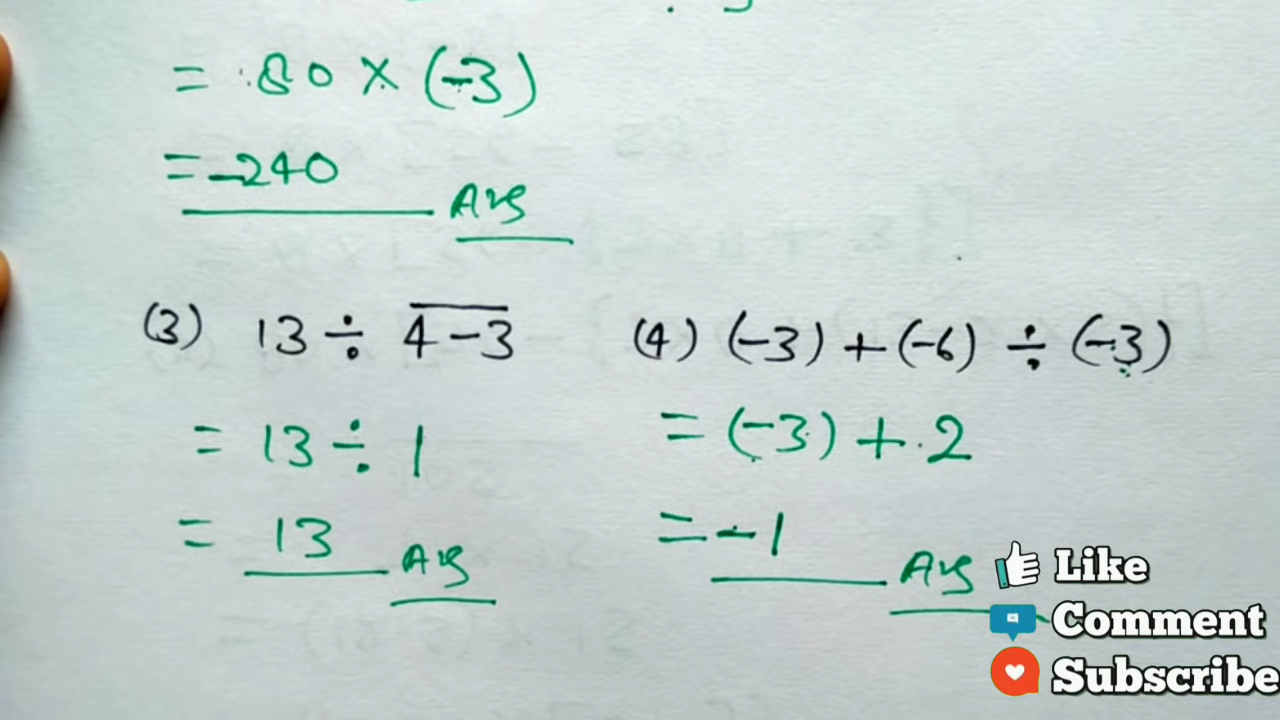 = 80 × (-3)
= -240 Ans
(3) 13 ÷ 4̅ ̅-̅ ̅3̅
= 13 ÷ 1
= 13 Ans
(4) (-3) + (-6) ÷ (-3)
= (-3) + 2
= -1 Ans
Like
Comment
Subscribe